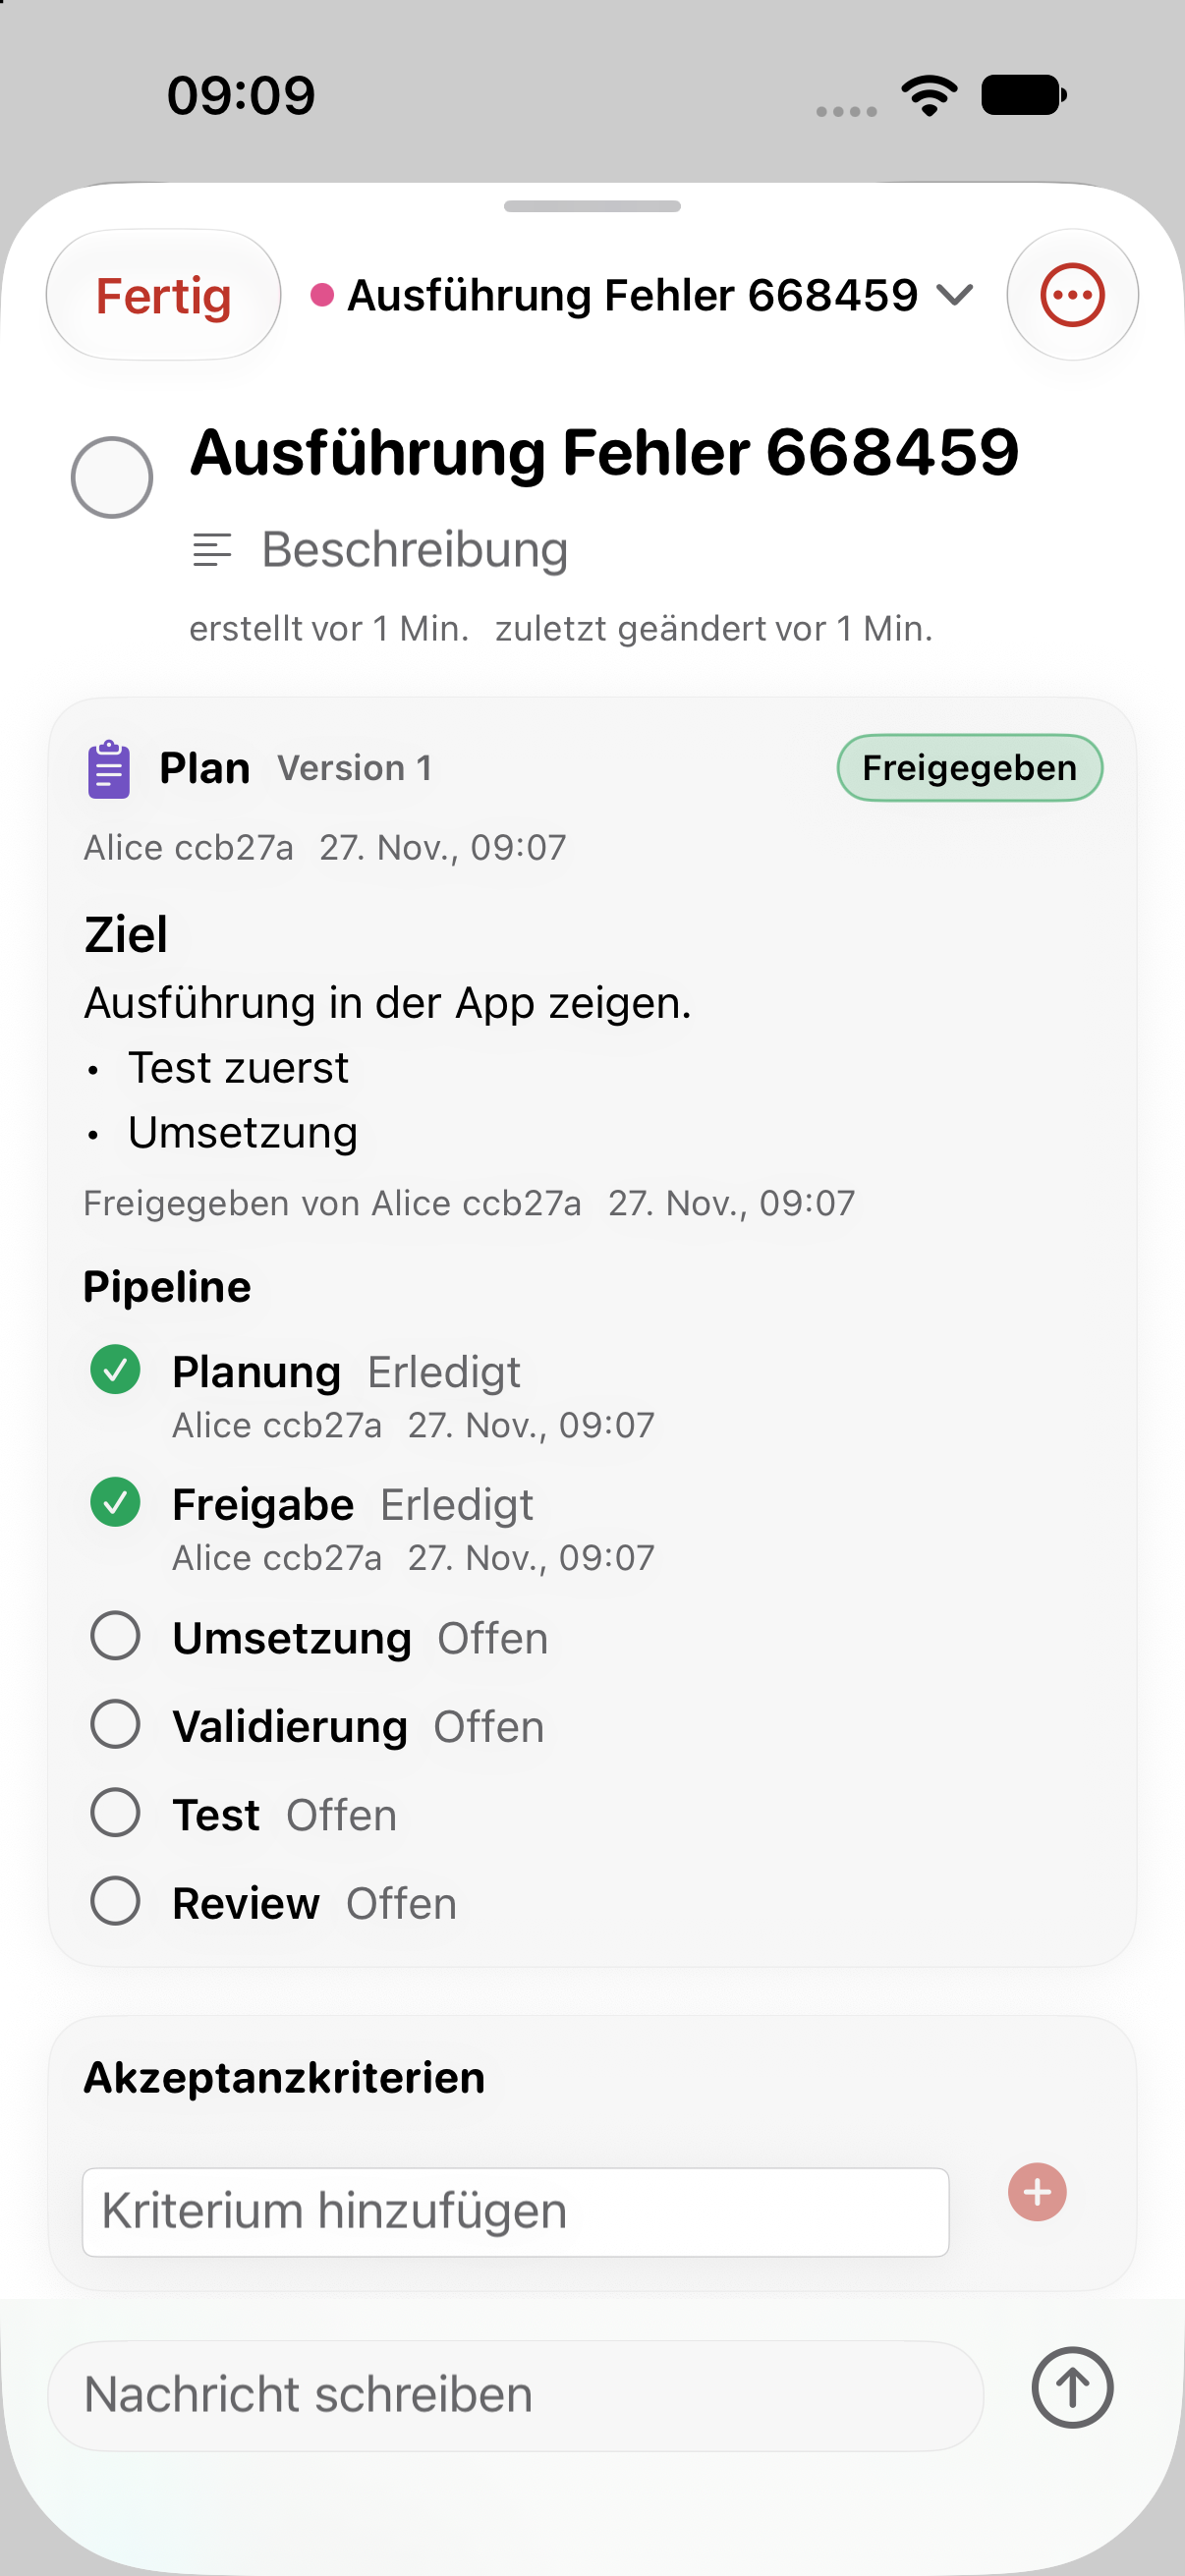 09:09
Fertig
Ausführung Fehler 668459
Ausführung Fehler 668459
Beschreibung
erstellt vor 1 Min. zuletzt geändert vor 1 Min.
Plan Version 1 Freigegeben
Alice ccb27a 27. Nov., 09:07
Ziel
Ausführung in der App zeigen.
• Test zuerst
• Umsetzung
Freigegeben von Alice ccb27a 27. Nov., 09:07
Pipeline
Planung Erledigt
Alice ccb27a 27. Nov., 09:07
Freigabe Erledigt
Alice ccb27a 27. Nov., 09:07
Umsetzung Offen
Validierung Offen
Test Offen
Review Offen
Akzeptanzkriterien
Kriterium hinzufügen
Nachricht schreiben